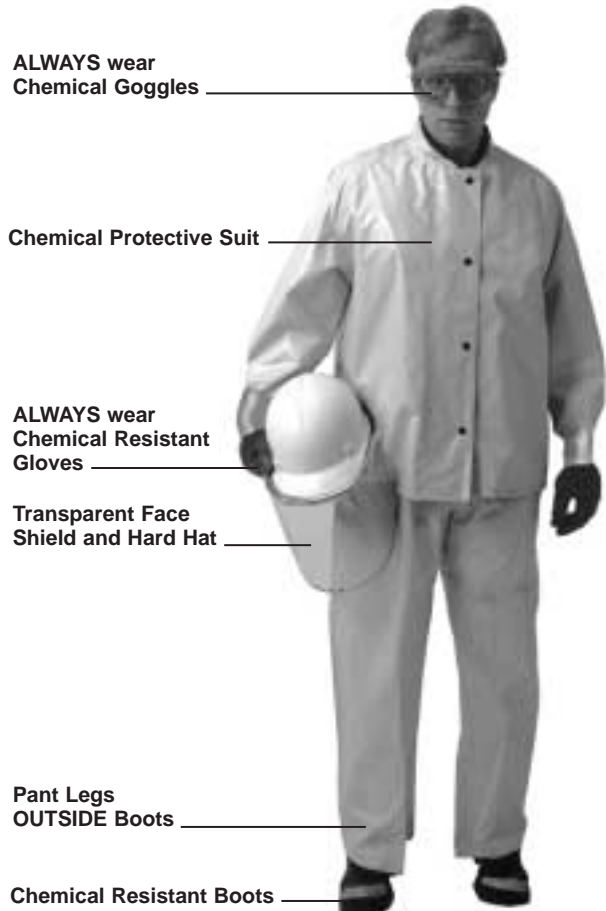 ALWAYS wear
Chemical Goggles
Chemical Protective Suit
ALWAYS wear
Chemical Resistant
Gloves
Transparent Face
Shield and Hard Hat
Pant Legs
OUTSIDE Boots
Chemical Resistant Boots